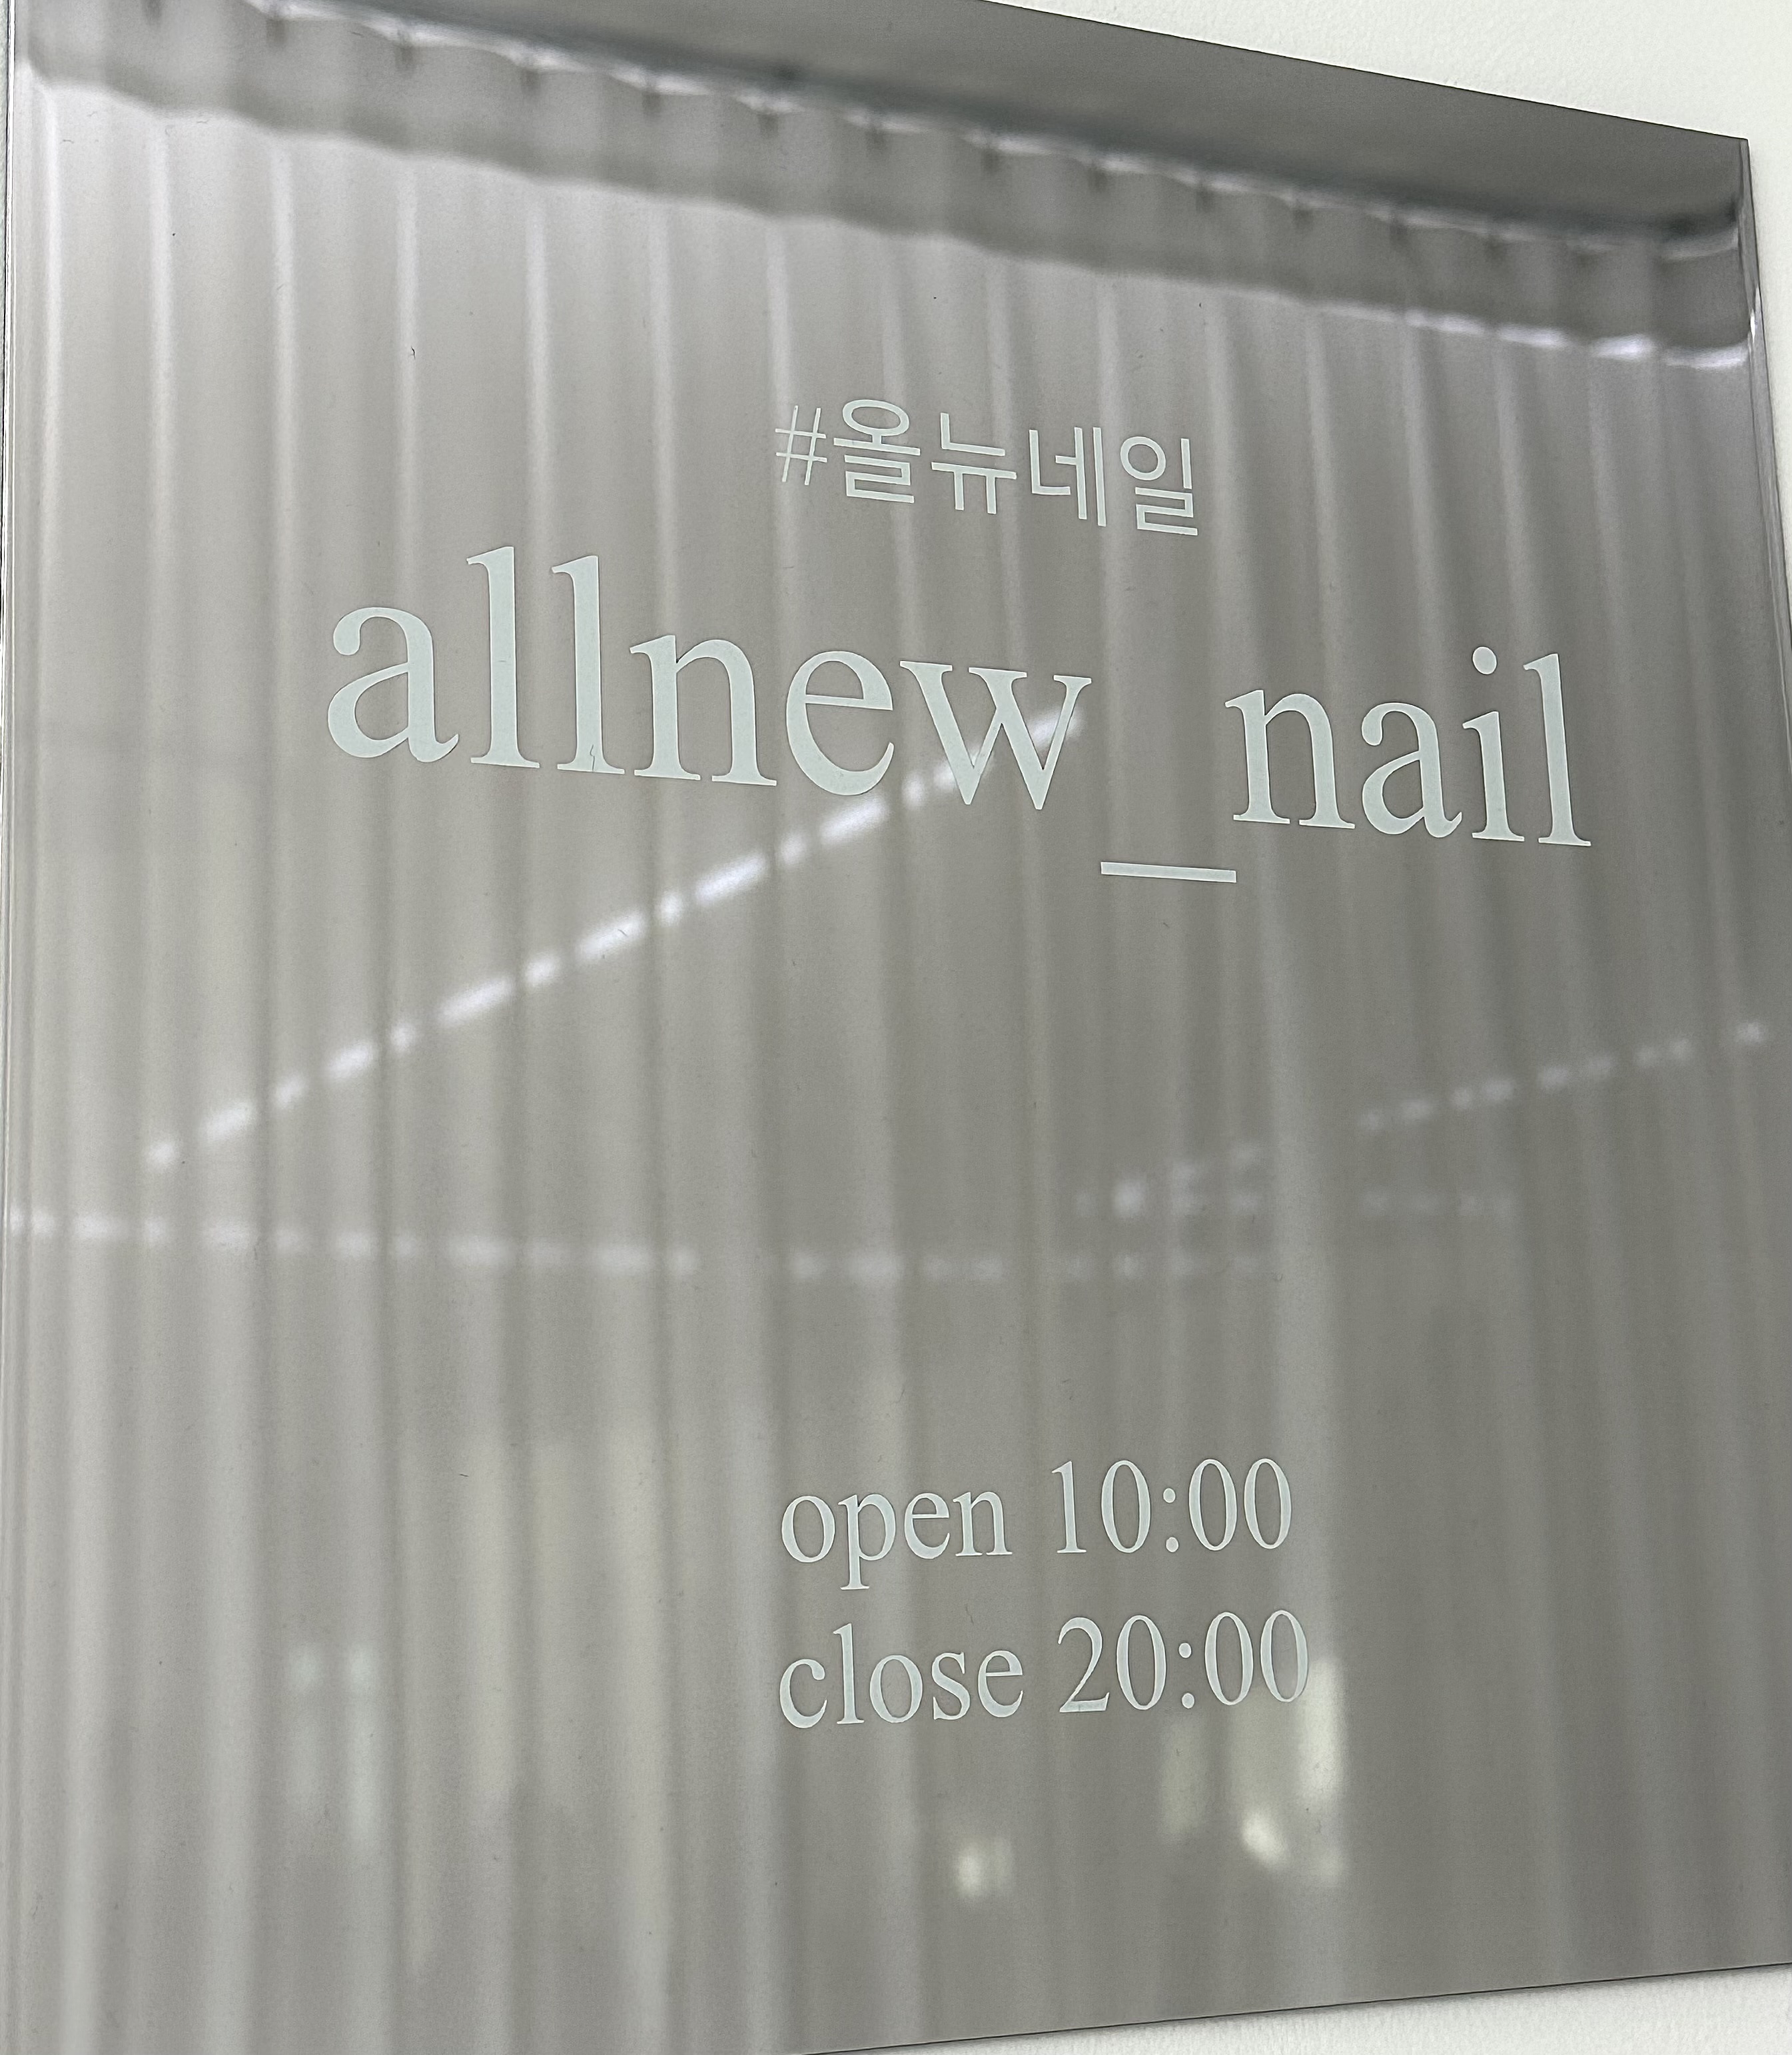 #올뉴네일
allnew_nail
open 10:00
close 20:00